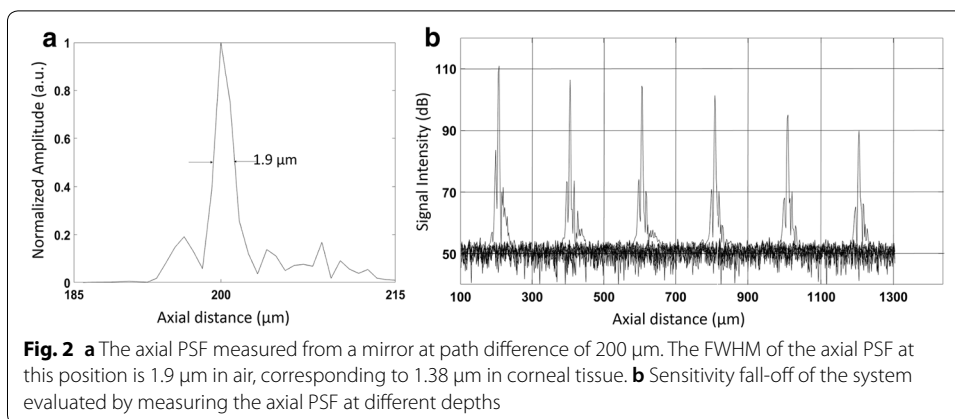 a
Normalized Amplitude (a.u.)
1
0.8
0.6
0.4
0.2
0
1.9 µm
185
200
215
Axial distance (µm)
b
Signal Intensity (dB)
110
90
70
50
100
300
500
700
900
1100
1300
Axial distance (µm)
Fig. 2 a The axial PSF measured from a mirror at path difference of 200 µm. The FWHM of the axial PSF at
this position is 1.9 µm in air, corresponding to 1.38 µm in corneal tissue. b Sensitivity fall-off of the system
evaluated by measuring the axial PSF at different depths